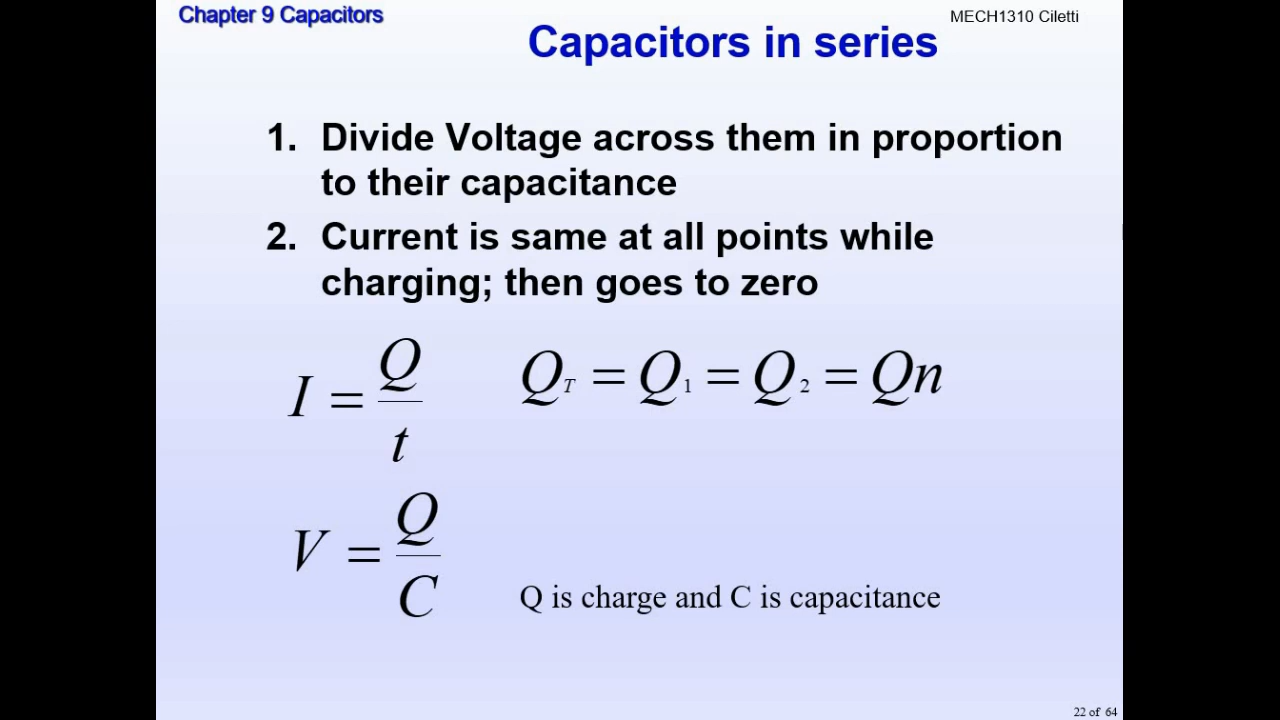 Chapter 9 Capacitors
MECH1310 Ciletti
Capacitors in series
1. Divide Voltage across them in proportion
to their capacitance
2. Current is same at all points while
charging; then goes to zero
I = Q/t
Q_T = Q_1 = Q_2 = Qn
V = Q/C
Q is charge and C is capacitance
22 of 64